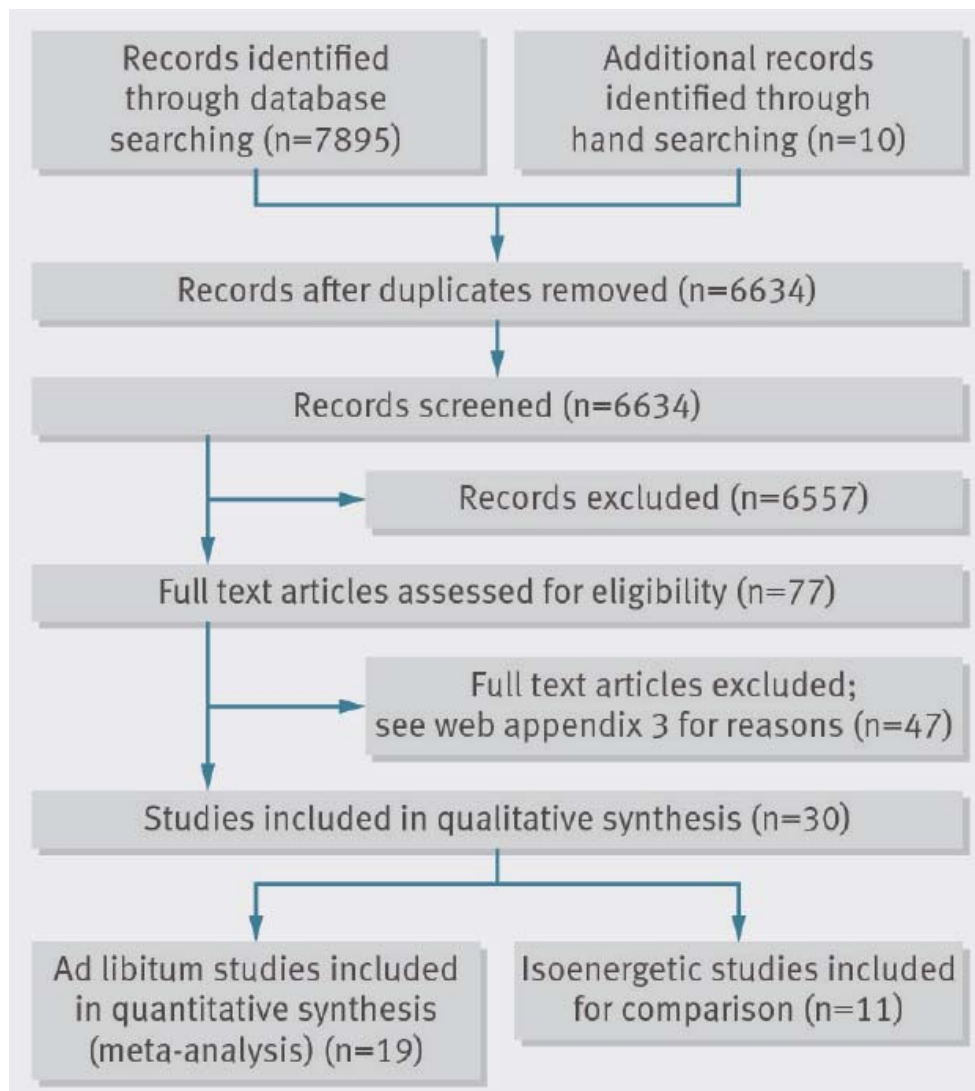 Records identified
through database
searching (n=7895)
Additional records
identified through
hand searching (n=10)
Records after duplicates removed (n=6634)
Records screened (n=6634)
Records excluded (n=6557)
Full text articles assessed for eligibility (n=77)
Full text articles excluded;
see web appendix 3 for reasons (n=47)
Studies included in qualitative synthesis (n=30)
Ad libitum studies included
in quantitative synthesis
(meta-analysis) (n=19)
Isoenergetic studies included
for comparison (n=11)